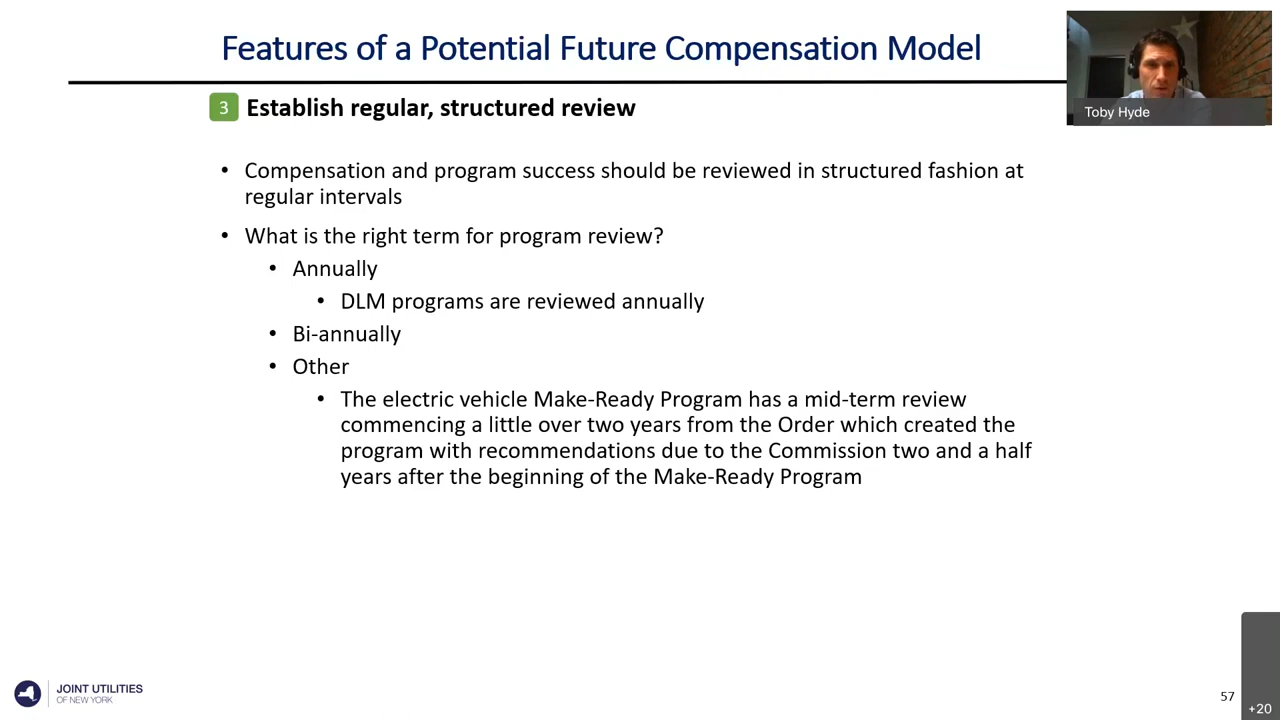 Features of a Potential Future Compensation Model
Toby Hyde
3 Establish regular, structured review
• Compensation and program success should be reviewed in structured fashion at
regular intervals
• What is the right term for program review?
• Annually
• DLM programs are reviewed annually
• Bi-annually
• Other
• The electric vehicle Make-Ready Program has a mid-term review
commencing a little over two years from the Order which created the
program with recommendations due to the Commission two and a half
years after the beginning of the Make-Ready Program
JOINT UTILITIES
OF NEW YORK
57
+20